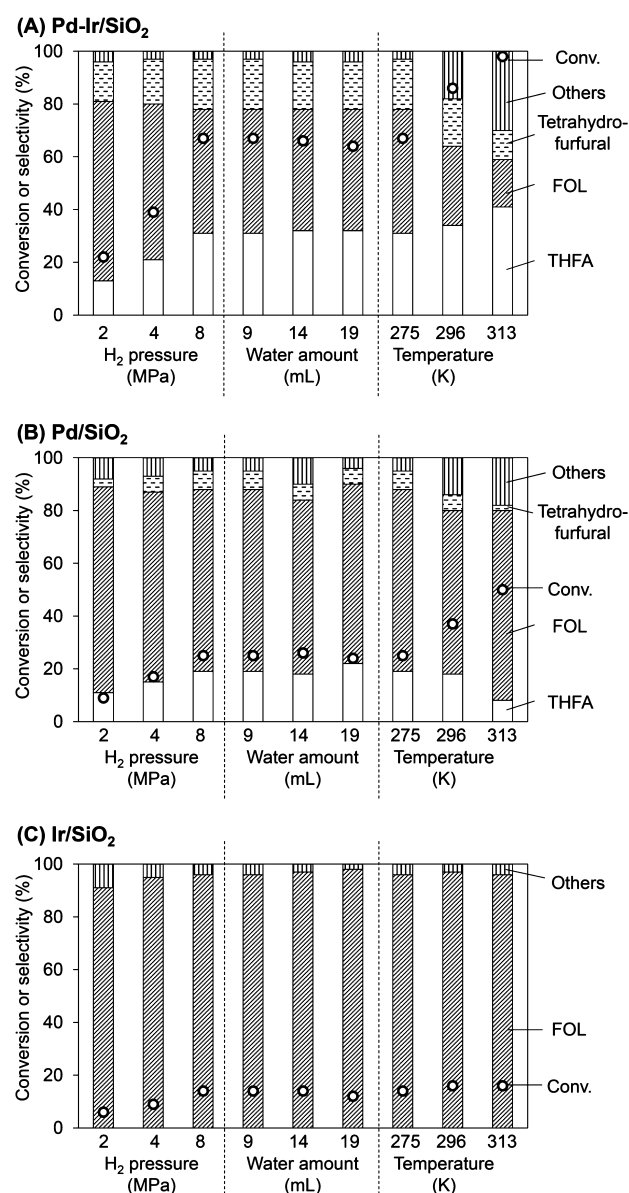 (A) Pd-Ir/SiO₂
Conversion or selectivity (%)
100
80
60
40
20
0
Conv.
Others
Tetrahydro-
furfural
FOL
THFA
2 4 8 9 14 19 275 296 313
H₂ pressure Water amount Temperature
(MPa) (mL) (K)
(B) Pd/SiO₂
Conversion or selectivity (%)
100
80
60
40
20
0
Others
Tetrahydro-
furfural
Conv.
FOL
THFA
2 4 8 9 14 19 275 296 313
H₂ pressure Water amount Temperature
(MPa) (mL) (K)
(C) Ir/SiO₂
Conversion or selectivity (%)
100
80
60
40
20
0
Others
FOL
Conv.
2 4 8 9 14 19 275 296 313
H₂ pressure Water amount Temperature
(MPa) (mL) (K)